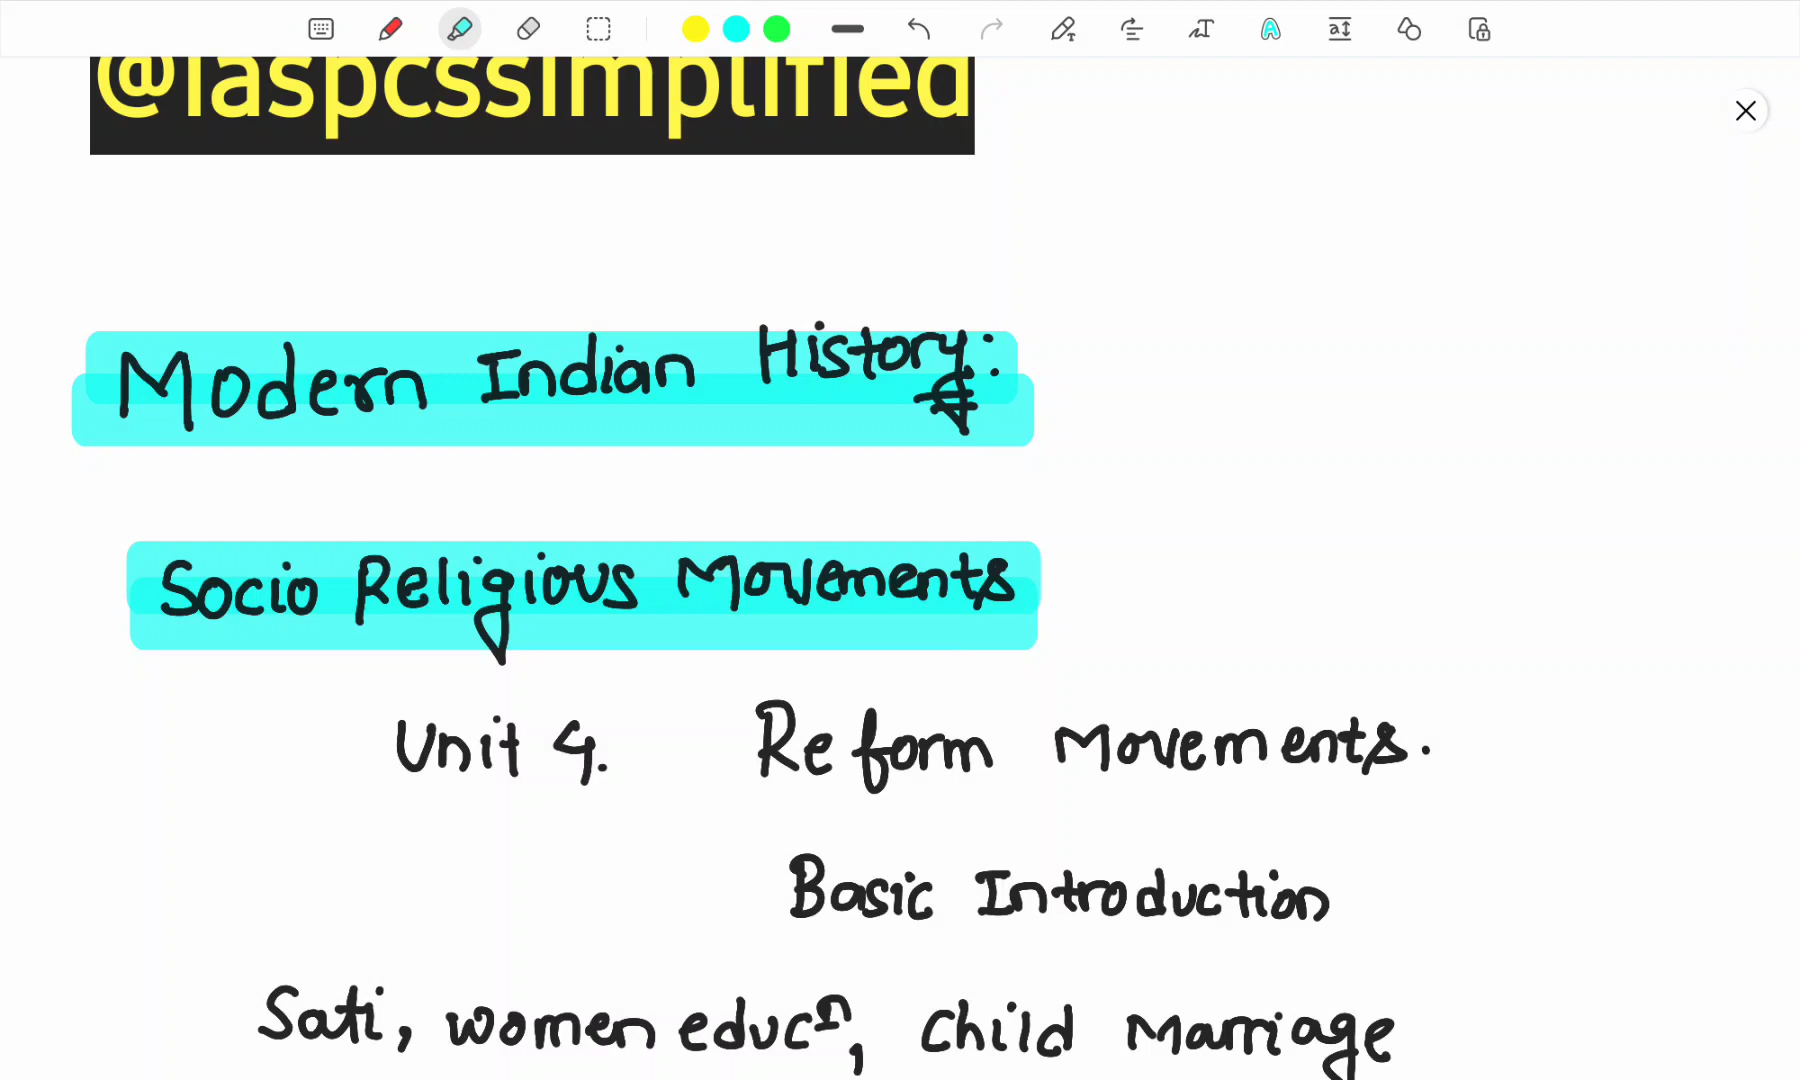 @iaspcssimplified
Modern Indian History:
Socio Religious Movements
Unit 4. Reform Movements.
Basic Introduction
Sati, women educⁿ, child Marriage